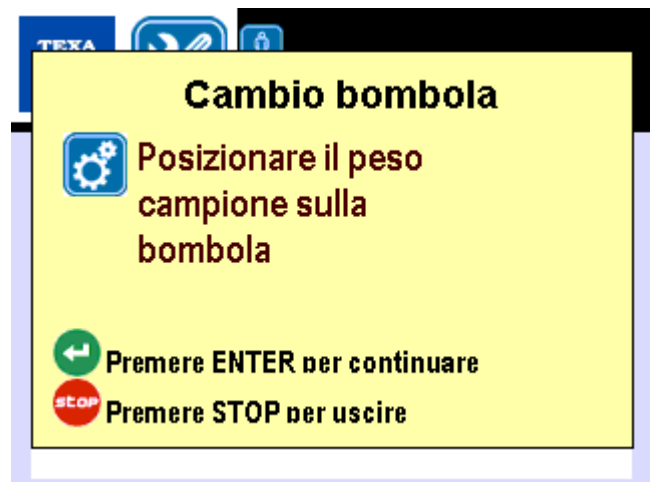 TEXA
Cambio bombola
Posizionare il peso
campione sulla
bombola
Premere ENTER per continuare
stop
Premere STOP per uscire